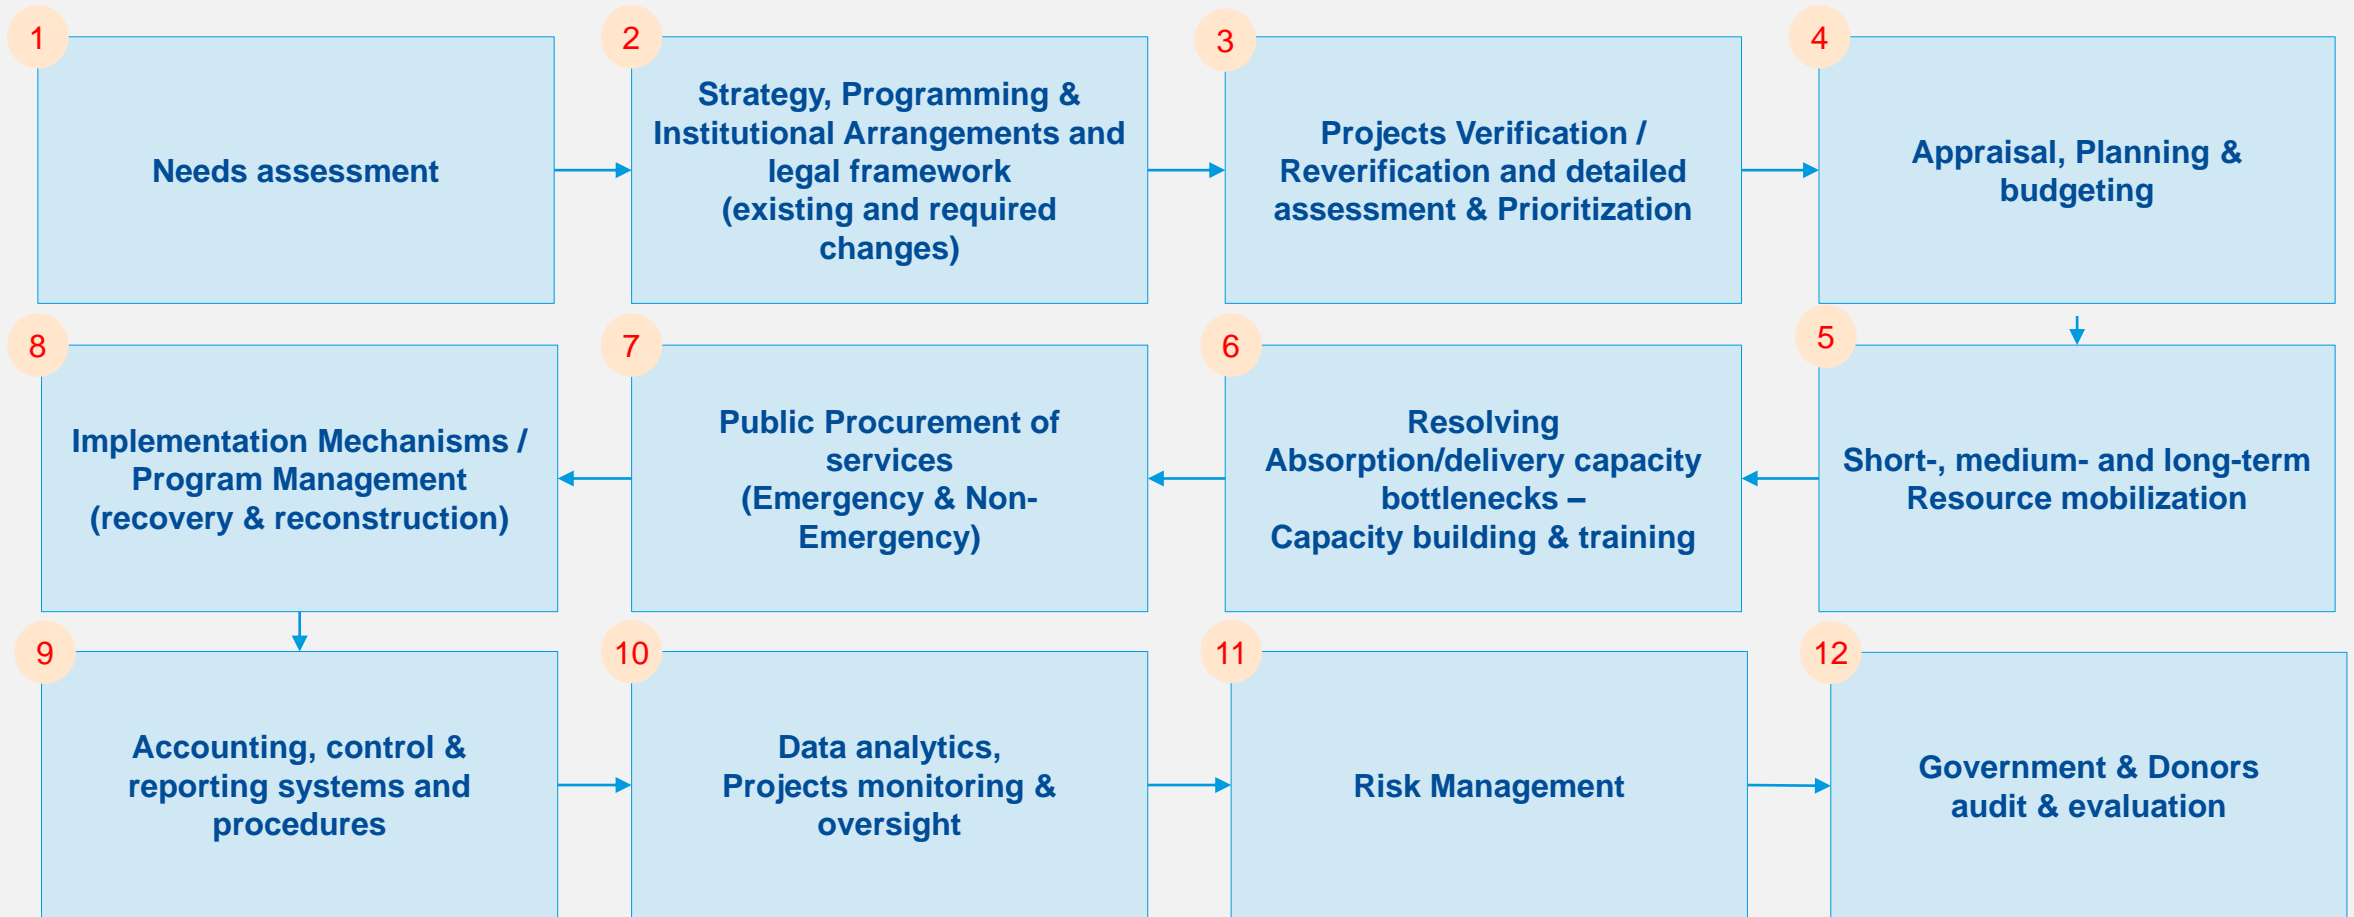 1
Needs assessment
2
Strategy, Programming &
Institutional Arrangements and
legal framework
(existing and required
changes)
3
Projects Verification /
Reverification and detailed
assessment & Prioritization
4
Appraisal, Planning &
budgeting
5
Short-, medium- and long-term
Resource mobilization
6
Resolving
Absorption/delivery capacity
bottlenecks –
Capacity building & training
7
Public Procurement of
services
(Emergency & Non-
Emergency)
8
Implementation Mechanisms /
Program Management
(recovery & reconstruction)
9
Accounting, control &
reporting systems and
procedures
10
Data analytics,
Projects monitoring &
oversight
11
Risk Management
12
Government & Donors
audit & evaluation